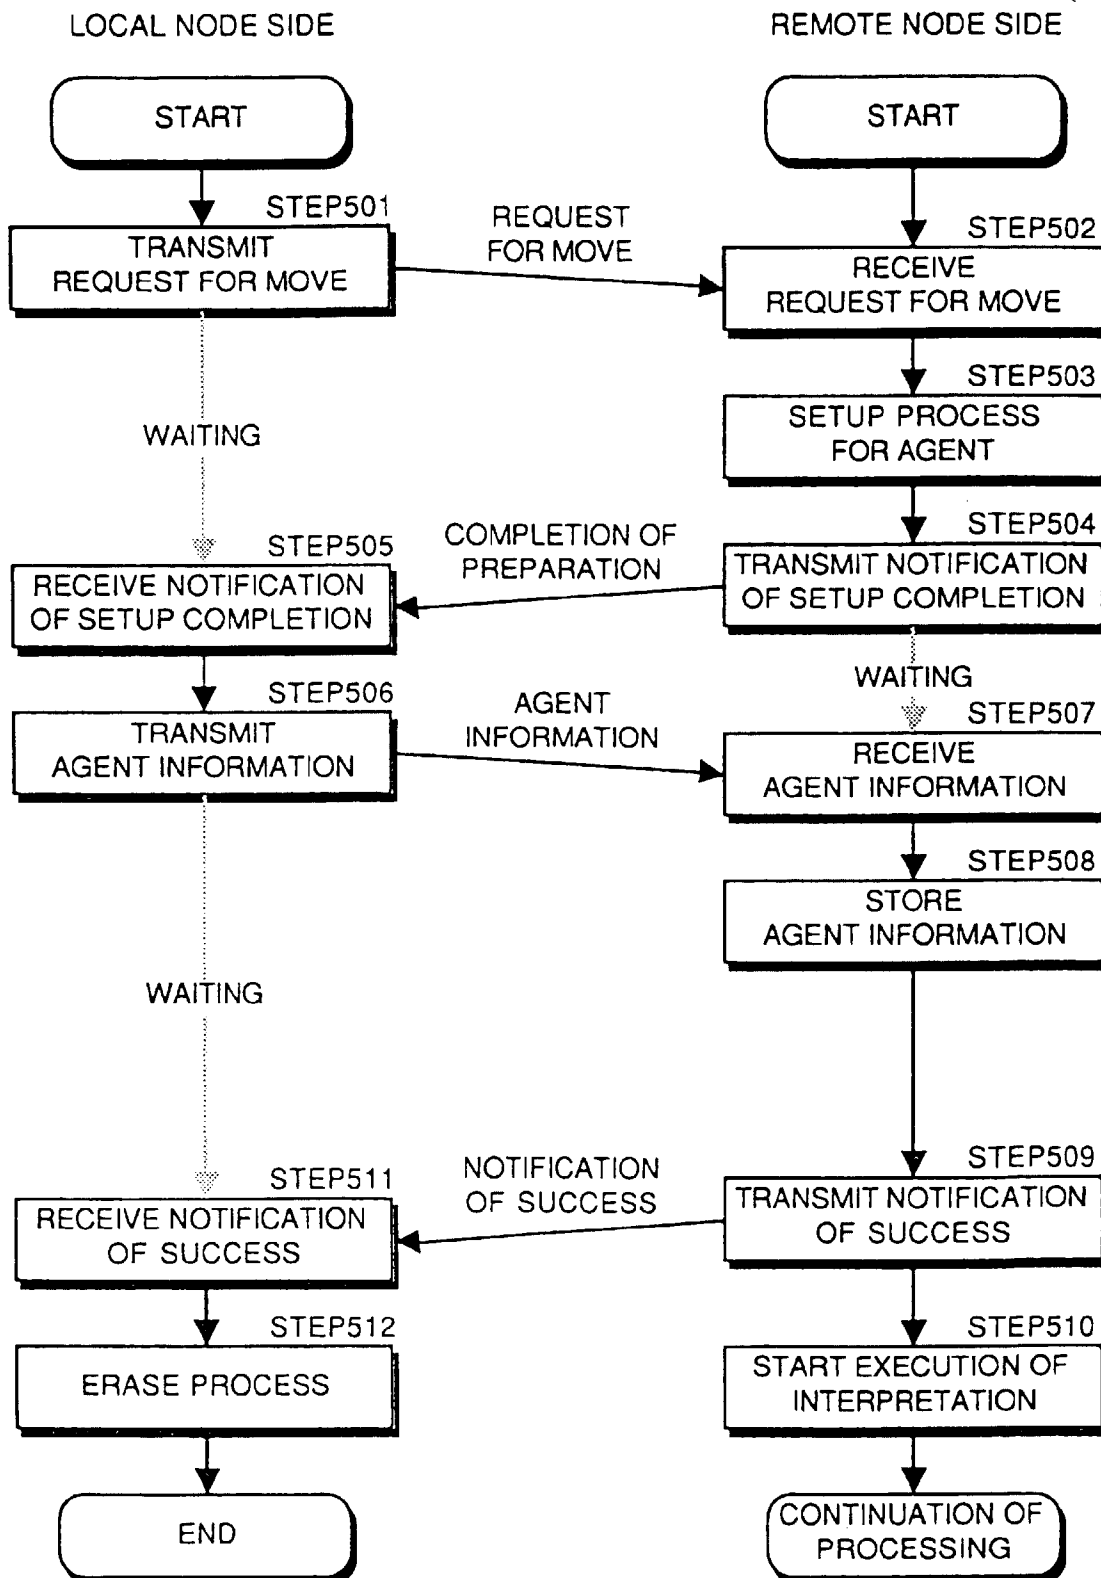 LOCAL NODE SIDE
REMOTE NODE SIDE
START
START
STEP501
TRANSMIT
REQUEST FOR MOVE
REQUEST
FOR MOVE
STEP502
RECEIVE
REQUEST FOR MOVE
STEP503
SETUP PROCESS
FOR AGENT
WAITING
STEP504
TRANSMIT NOTIFICATION
OF SETUP COMPLETION
COMPLETION OF
PREPARATION
STEP505
RECEIVE NOTIFICATION
OF SETUP COMPLETION
WAITING
STEP506
TRANSMIT
AGENT INFORMATION
AGENT
INFORMATION
STEP507
RECEIVE
AGENT INFORMATION
STEP508
STORE
AGENT INFORMATION
WAITING
STEP509
TRANSMIT NOTIFICATION
OF SUCCESS
NOTIFICATION
OF SUCCESS
STEP511
RECEIVE NOTIFICATION
OF SUCCESS
STEP512
ERASE PROCESS
STEP510
START EXECUTION OF
INTERPRETATION
END
CONTINUATION OF
PROCESSING